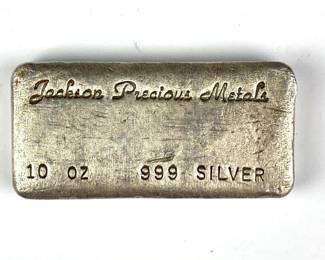 Jackson Precious Metals
10 OZ 999 SILVER